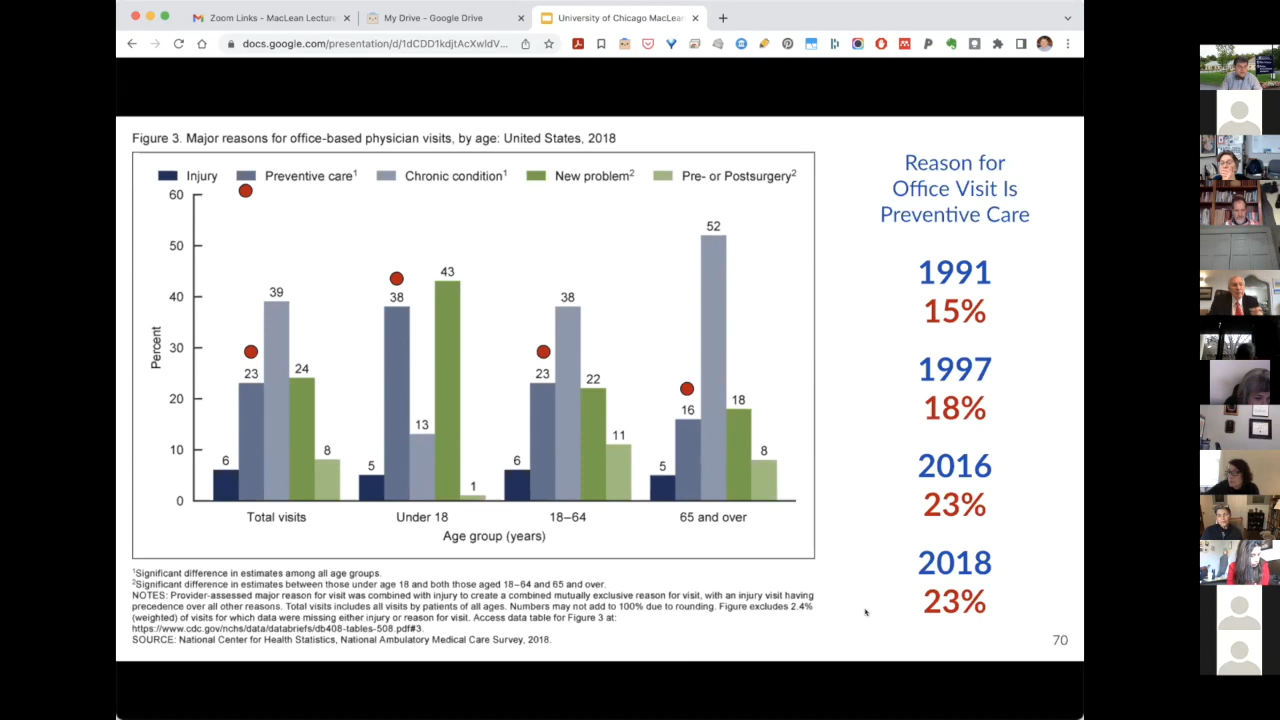 Zoom Links - MacLean Lectur
My Drive - Google Drive
University of Chicago MacLean
docs.google.com/presentation/d/1dCDD1kdjtAcXwldV...
Figure 3. Major reasons for office-based physician visits, by age: United States, 2018
Injury Preventive care¹ Chronic condition¹ New problem² Pre- or Postsurgery²
60
50
40
30
20
10
0
Percent
6 23 39 24 8
5 38 13 43 1
6 23 38 22 11
5 16 52 18 8
Total visits Under 18 18–64 65 and over
Age group (years)
¹Significant difference in estimates among all age groups.
²Significant difference in estimates between those under age 18 and both those aged 18–64 and 65 and over.
NOTES: Provider-assessed major reason for visit was combined with injury to create a combined mutually exclusive reason for visit, with an injury visit having
precedence over all other reasons. Total visits includes all visits by patients of all ages. Numbers may not add to 100% due to rounding. Figure excludes 2.4%
(weighted) of visits for which data were missing either injury or reason for visit. Access data table for Figure 3 at:
https://www.cdc.gov/nchs/data/databriefs/db408-tables-508.pdf#3.
SOURCE: National Center for Health Statistics, National Ambulatory Medical Care Survey, 2018.
Reason for
Office Visit Is
Preventive Care
1991
15%
1997
18%
2016
23%
2018
23%
70